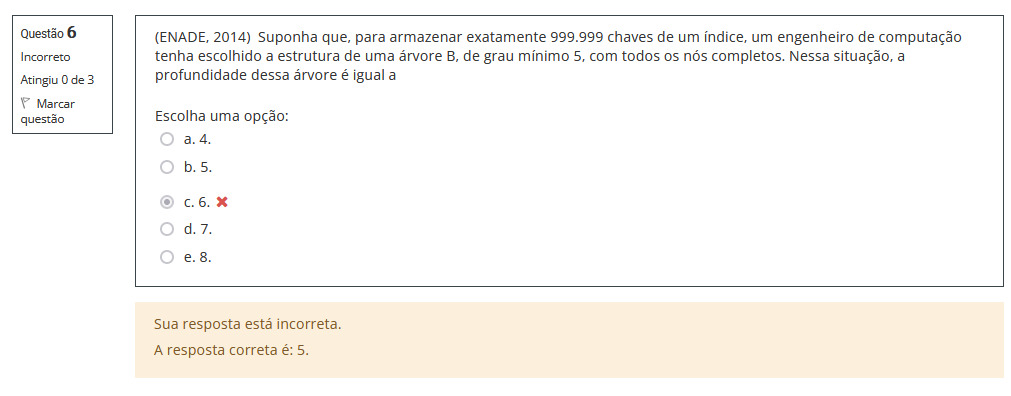 Questão 6
Incorreto
Atingiu 0 de 3
Marcar
questão
(ENADE, 2014) Suponha que, para armazenar exatamente 999.999 chaves de um índice, um engenheiro de computação
tenha escolhido a estrutura de uma árvore B, de grau mínimo 5, com todos os nós completos. Nessa situação, a
profundidade dessa árvore é igual a
Escolha uma opção:
a. 4.
b. 5.
c. 6.
d. 7.
e. 8.
Sua resposta está incorreta.
A resposta correta é: 5.